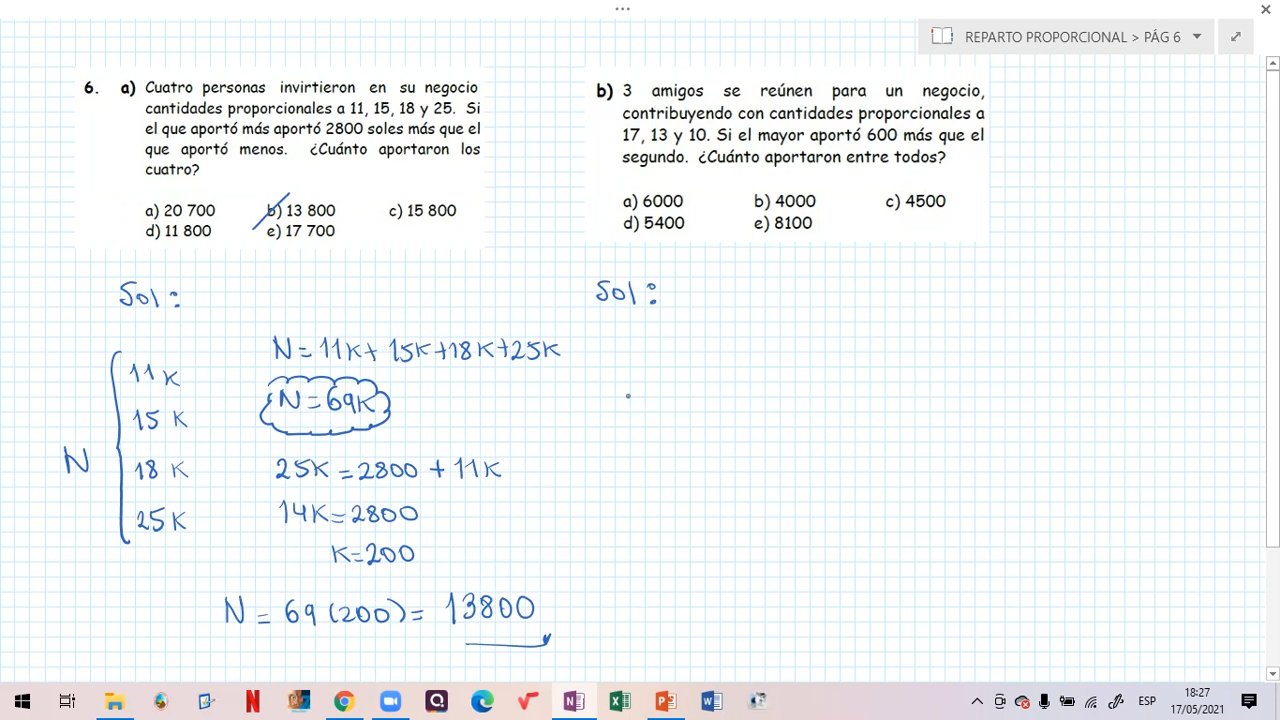 REPARTO PROPORCIONAL > PÁG 6
6. a) Cuatro personas invirtieron en su negocio
cantidades proporcionales a 11, 15, 18 y 25. Si
el que aportó más aportó 2800 soles más que el
que aportó menos. ¿Cuánto aportaron los
cuatro?
a) 20 700 b) 13 800 c) 15 800
d) 11 800 e) 17 700
Sol:
N
11K
15K
18K
25K
N = 11K + 15K + 18K + 25K
N = 69K
25K = 2800 + 11K
14K = 2800
K = 200
N = 69 (200) = 13800
b) 3 amigos se reúnen para un negocio,
contribuyendo con cantidades proporcionales a
17, 13 y 10. Si el mayor aportó 600 más que el
segundo. ¿Cuánto aportaron entre todos?
a) 6000 b) 4000 c) 4500
d) 5400 e) 8100
Sol:
ESP
18:27
17/05/2021